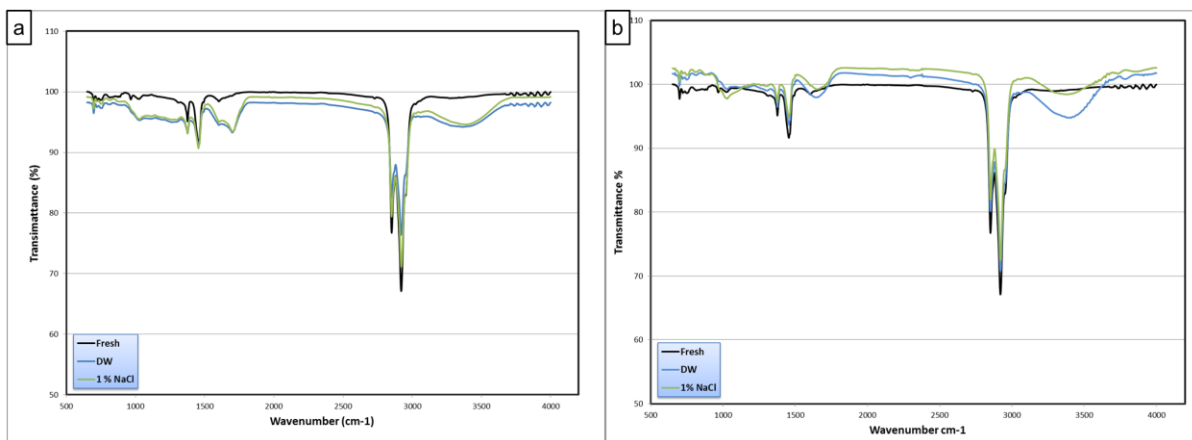 a
110
100
90
80
70
60
50
Transimattance (%)
Fresh
DW
1 % NaCl
500
1000
1500
2000
2500
3000
3500
4000
Wavenumber (cm-1)
b
110
100
90
80
70
60
50
Transmittance %
Fresh
DW
1% NaCl
500
1000
1500
2000
2500
3000
3500
4000
Wavenumber cm-1